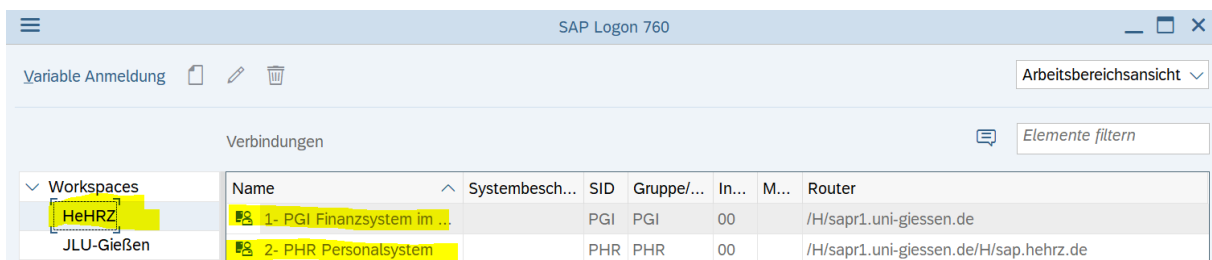 SAP Logon 760
Variable Anmeldung Arbeitsbereichsansicht
Verbindungen Elemente filtern
Workspaces Name Systembesch... SID Gruppe/... In... M... Router
HeHRZ 1- PGI Finanzsystem im ... PGI PGI 00 /H/sapr1.uni-giessen.de
JLU-Gießen 2- PHR Personalsystem PHR PHR 00 /H/sapr1.uni-giessen.de/H/sap.hehrz.de